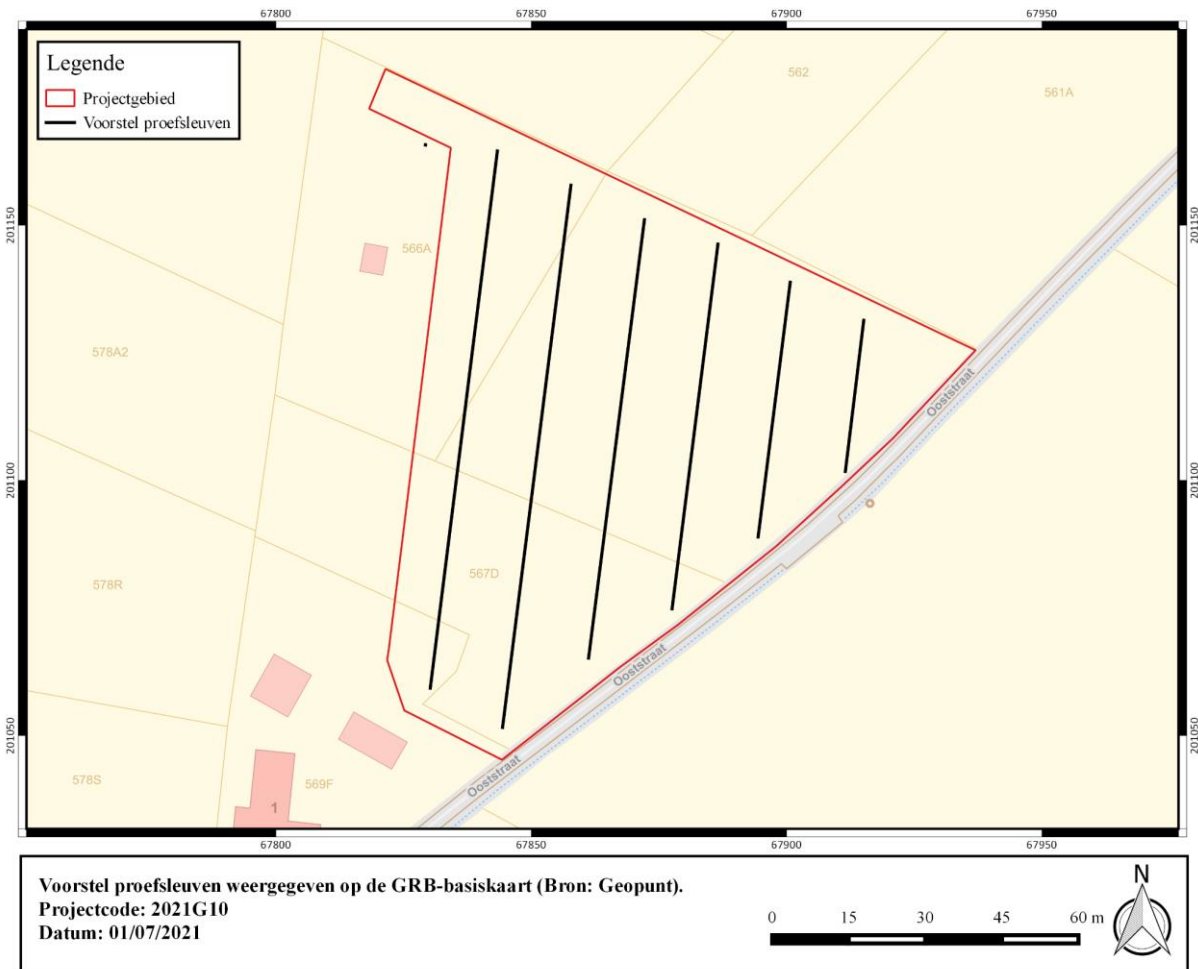 67800
67850
67900
67950
Legende
Projectgebied
Voorstel proefsleuven
562
561A
201150
201150
566A
578A2
Ooststraat
201100
201100
578R
567D
Ooststraat
201050
201050
578S
569F
1
Ooststraat
67800
67850
67900
67950
Voorstel proefsleuven weergegeven op de GRB-basiskaart (Bron: Geopunt).
Projectcode: 2021G10
Datum: 01/07/2021
0 15 30 45 60 m
N